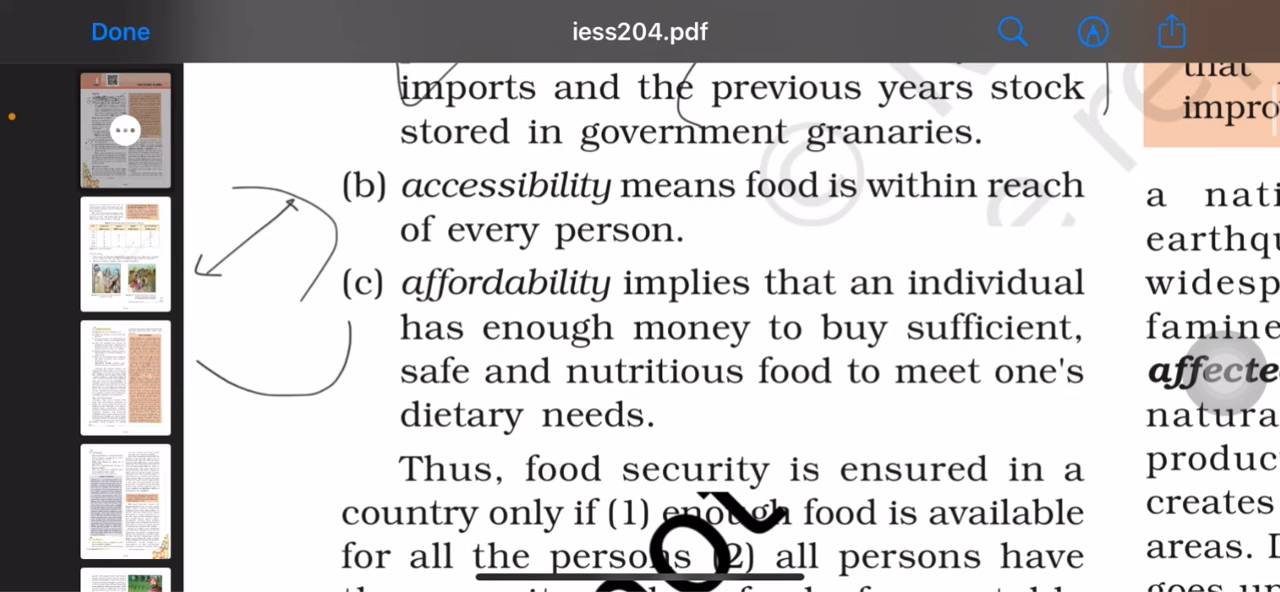 Done
iess204.pdf
imports and the previous years stock
stored in government granaries.
(b) accessibility means food is within reach
of every person.
(c) affordability implies that an individual
has enough money to buy sufficient,
safe and nutritious food to meet one's
dietary needs.
Thus, food security is ensured in a
country only if (1) enough food is available
for all the persons (2) all persons have
that
impro
a nati
earthqu
widesp
famine
affecte
natura
produc
creates
areas. D